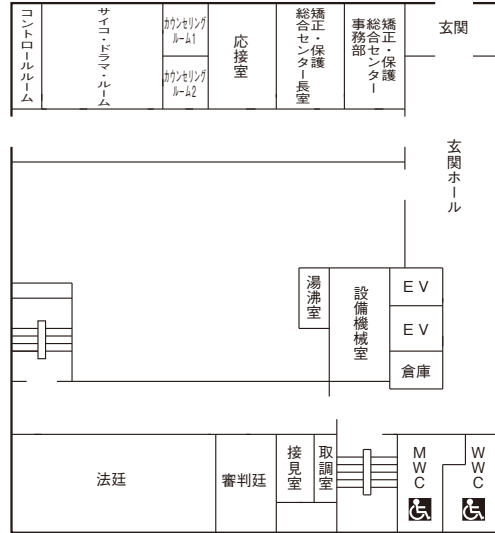 コントロールルーム
サイコ・ドラマ・ルーム
カウンセリング
ルーム1
カウンセリング
ルーム2
応接室
矯正・保護
総合センター長室
矯正・保護
総合センター
事務部
玄関
玄関ホール
湯沸室
設備機械室
EV
EV
倉庫
法廷
審判廷
接見室
取調室
MWC
WWC